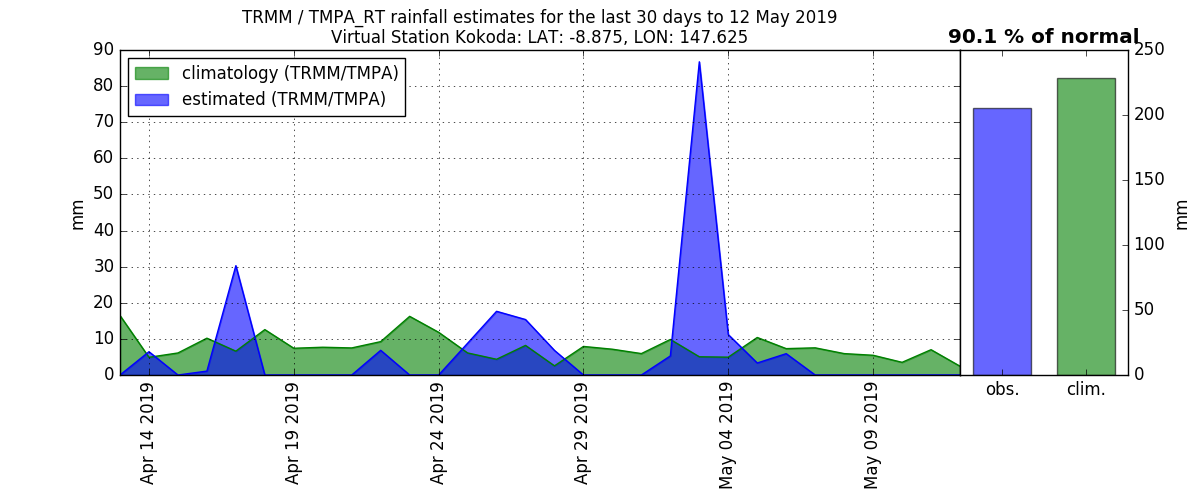 TRMM / TMPA_RT rainfall estimates for the last 30 days to 12 May 2019
Virtual Station Kokoda: LAT: -8.875, LON: 147.625
90.1 % of normal
climatology (TRMM/TMPA)
estimated (TRMM/TMPA)
mm
90
80
70
60
50
40
30
20
10
0
Apr 14 2019
Apr 19 2019
Apr 24 2019
Apr 29 2019
May 04 2019
May 09 2019
obs.
clim.
250
200
150
100
50
0
mm